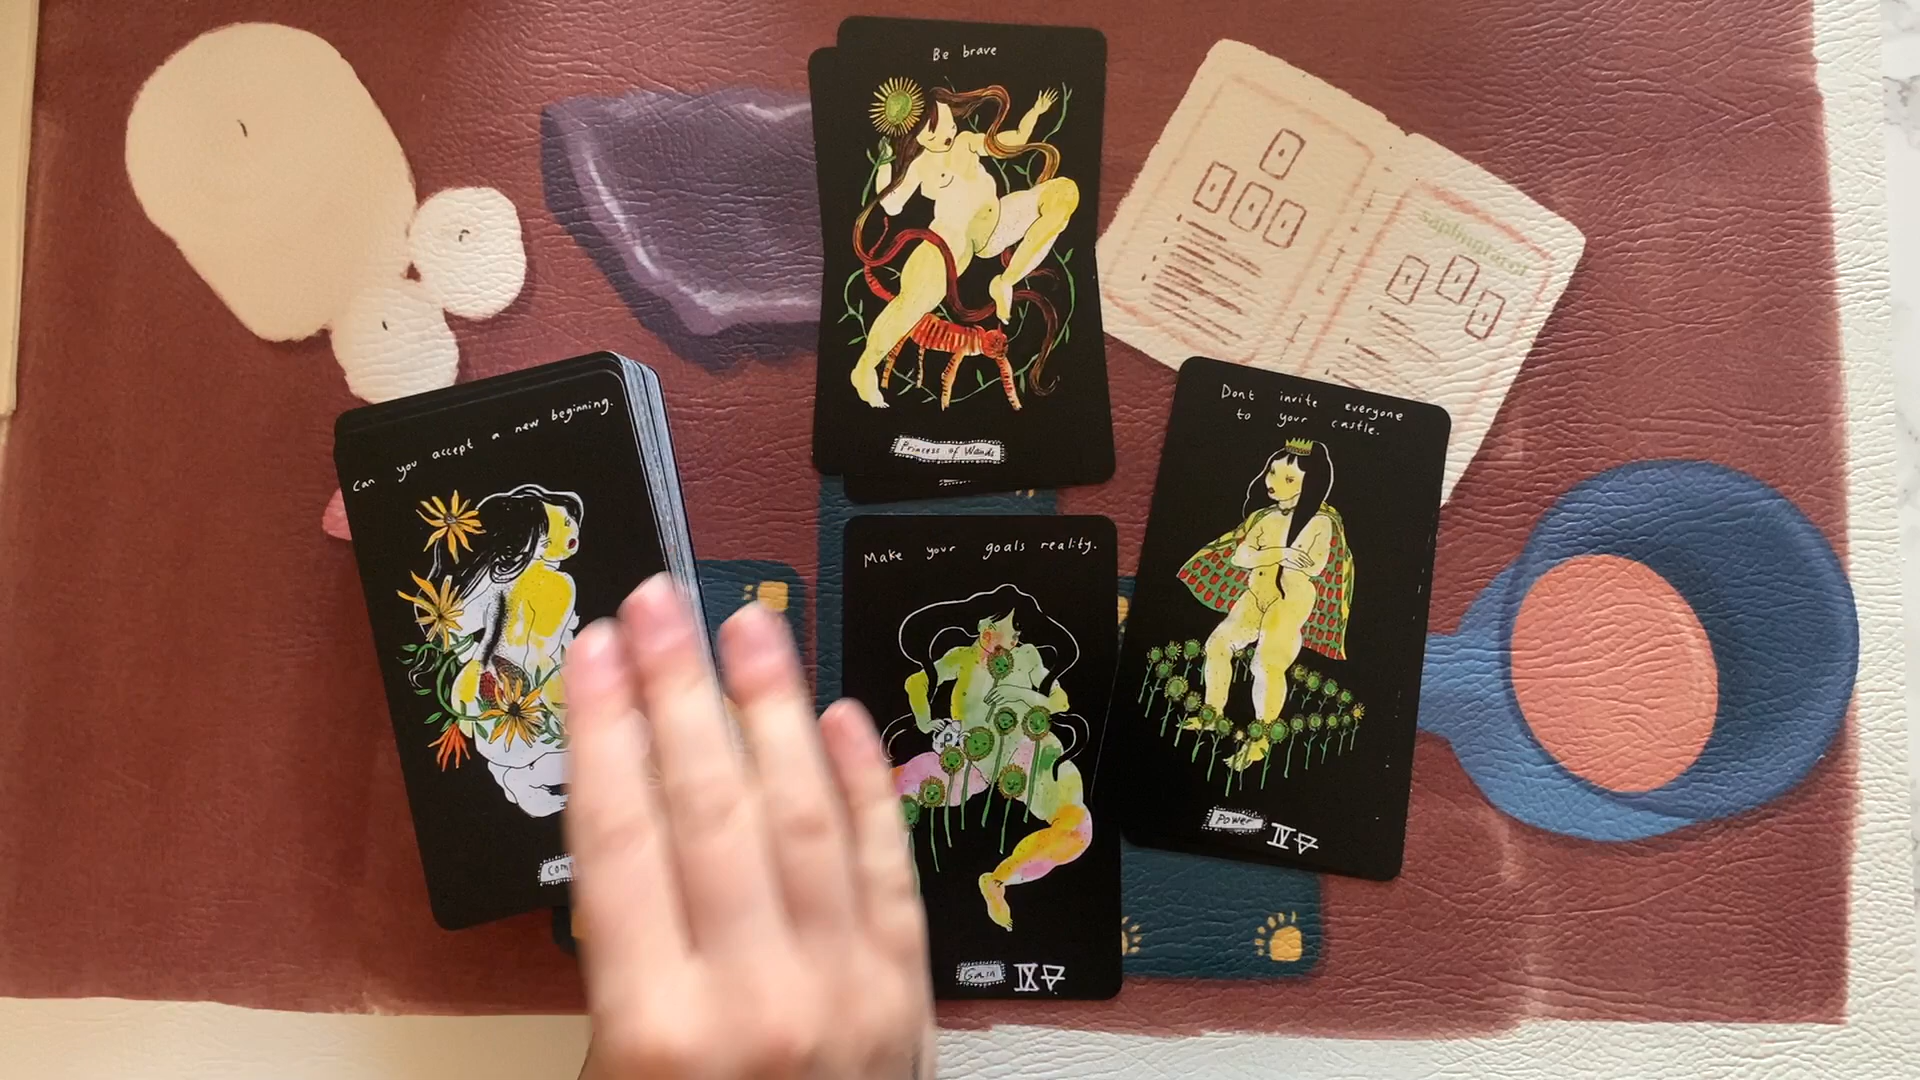 Be brave
Princess of Wands
Can you accept a new beginning.
Make your goals reality.
Gain IX
Dont invite everyone
to your castle.
Power IV